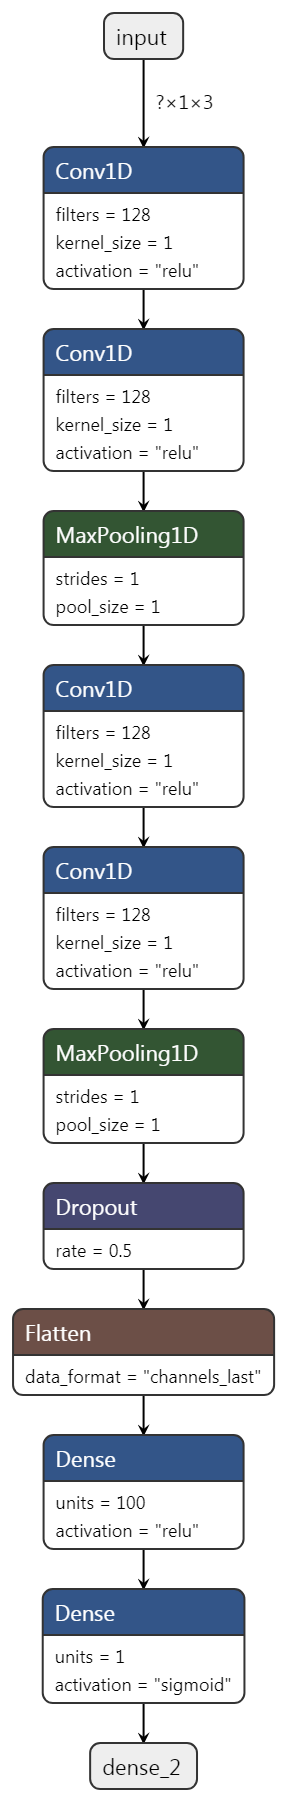 input
?×1×3
Conv1D
filters = 128
kernel_size = 1
activation = "relu"
Conv1D
filters = 128
kernel_size = 1
activation = "relu"
MaxPooling1D
strides = 1
pool_size = 1
Conv1D
filters = 128
kernel_size = 1
activation = "relu"
Conv1D
filters = 128
kernel_size = 1
activation = "relu"
MaxPooling1D
strides = 1
pool_size = 1
Dropout
rate = 0.5
Flatten
data_format = "channels_last"
Dense
units = 100
activation = "relu"
Dense
units = 1
activation = "sigmoid"
dense_2